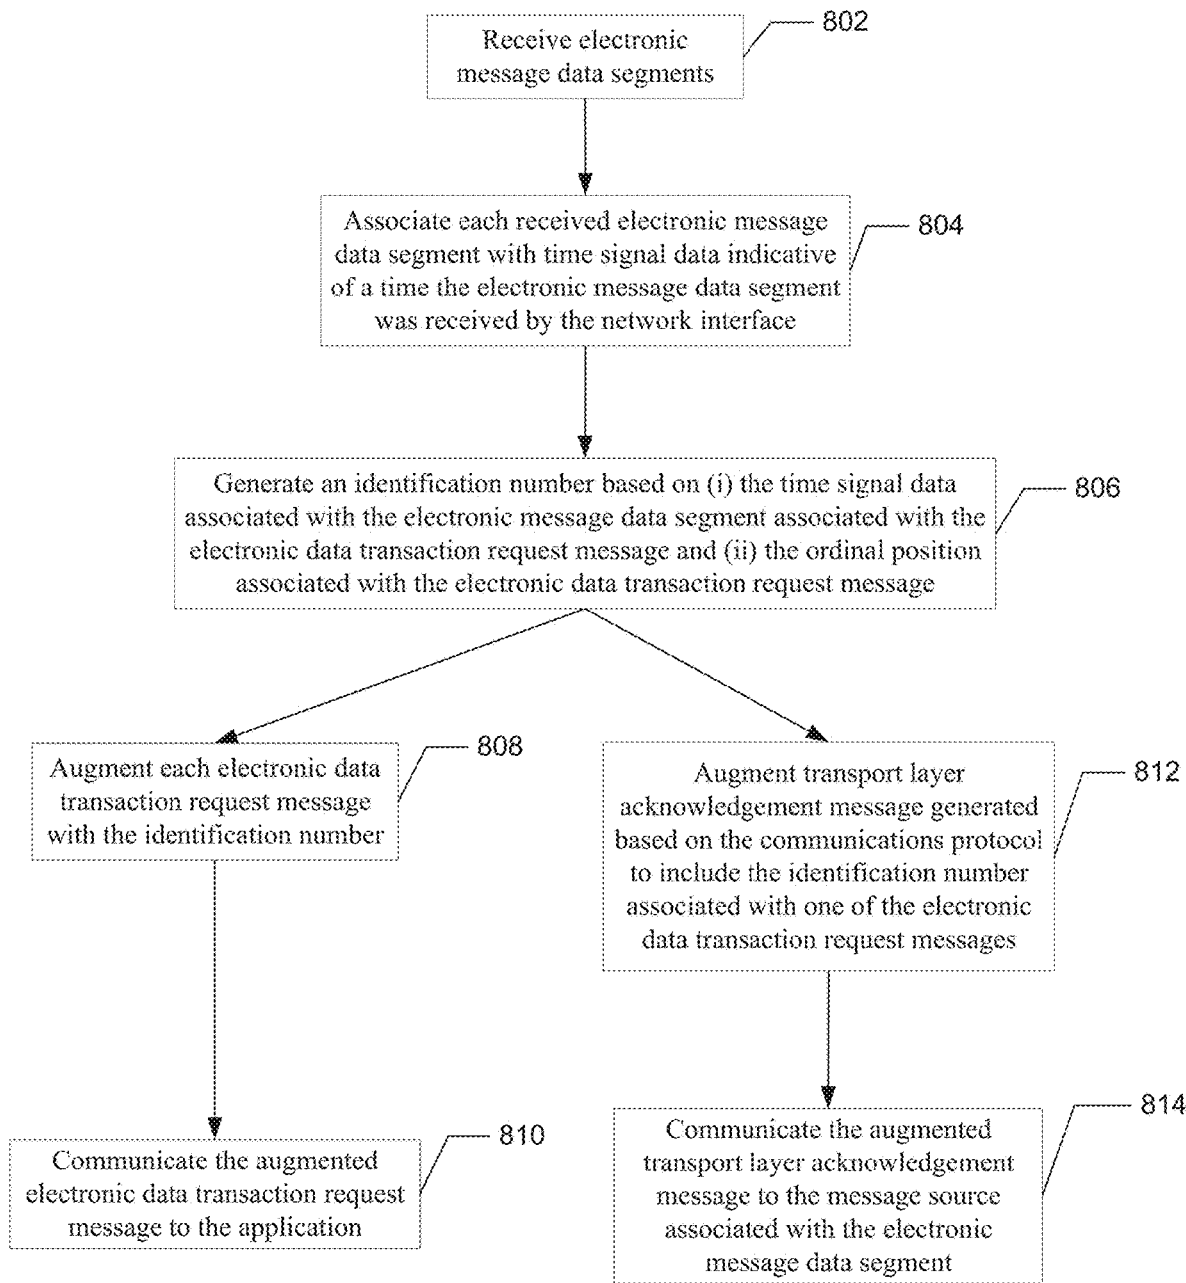 Receive electronic
message data segments
802
Associate each received electronic message
data segment with time signal data indicative
of a time the electronic message data segment
was received by the network interface
804
Generate an identification number based on (i) the time signal data
associated with the electronic message data segment associated with the
electronic data transaction request message and (ii) the ordinal position
associated with the electronic data transaction request message
806
Augment each electronic data
transaction request message
with the identification number
808
Augment transport layer
acknowledgement message generated
based on the communications protocol
to include the identification number
associated with one of the electronic
data transaction request messages
812
Communicate the augmented
electronic data transaction request
message to the application
810
Communicate the augmented
transport layer acknowledgement
message to the message source
associated with the electronic
message data segment
814